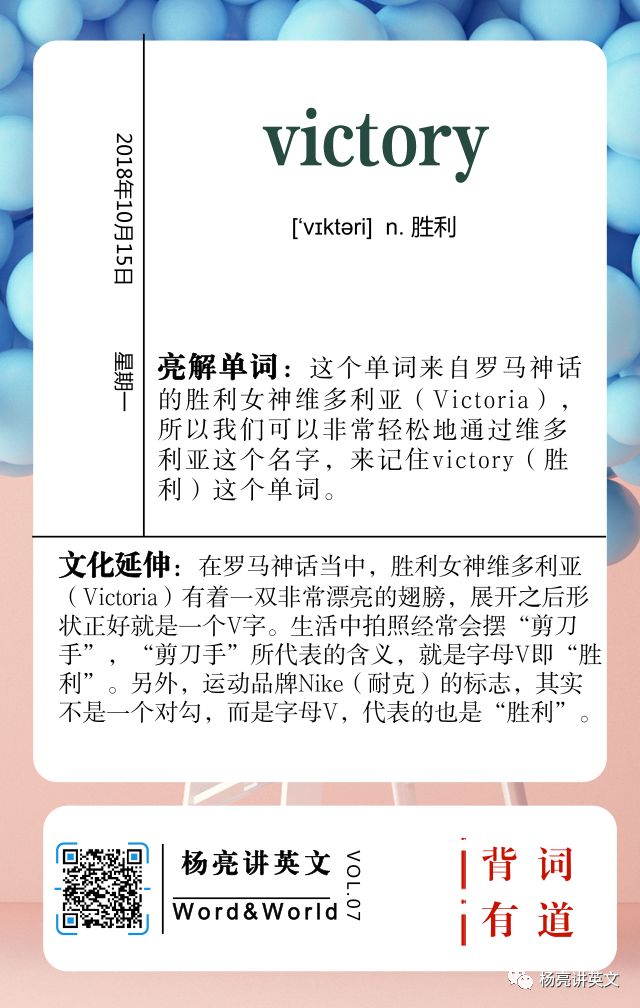 victory
[‘vɪktəri] n. 胜利
2018年10月15日
星期一
亮解单词：这个单词来自罗马神话
的胜利女神维多利亚（Victoria），
所以我们可以非常轻松地通过维多
利亚这个名字，来记住victory（胜
利）这个单词。
文化延伸：在罗马神话当中，胜利女神维多利亚
（Victoria）有着一双非常漂亮的翅膀，展开之后形
状正好就是一个V字。生活中拍照经常会摆“剪刀
手”，“剪刀手”所代表的含义，就是字母V即“胜
利”。另外，运动品牌Nike（耐克）的标志，其实
不是一个对勾，而是字母V，代表的也是“胜利”。
杨亮讲英文
Word&World
VOL.07
背词
有道
杨亮讲英文